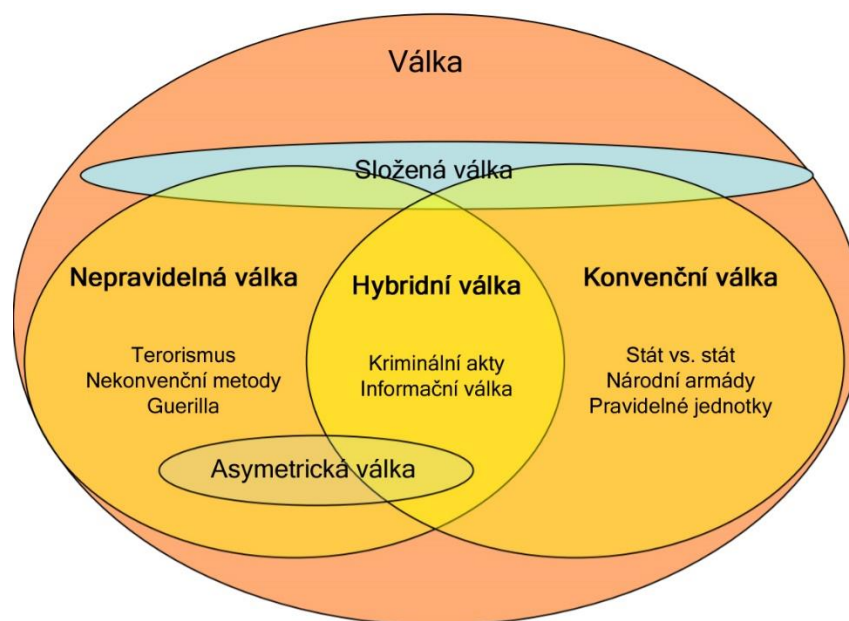 Válka
Složená válka
Nepravidelná válka
Terorismus
Nekonvenční metody
Guerilla
Hybridní válka
Kriminální akty
Informační válka
Konvenční válka
Stát vs. stát
Národní armády
Pravidelné jednotky
Asymetrická válka